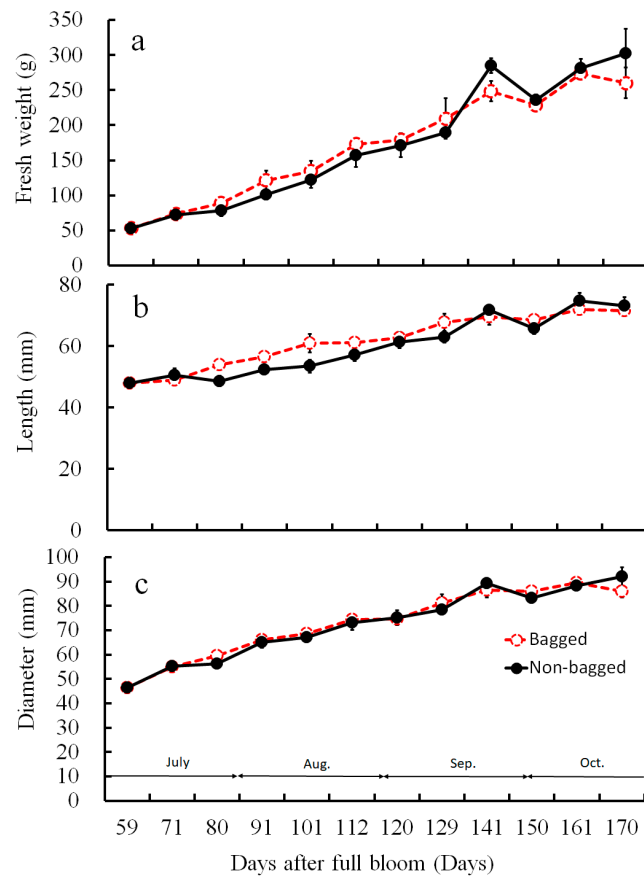 a
Fresh weight (g)
350
300
250
200
150
100
50
0
b
Length (mm)
80
60
40
20
0
c
Diameter (mm)
100
90
80
70
60
50
40
30
20
10
0
Bagged
Non-bagged
July Aug. Sep. Oct.
59 71 80 91 101 112 120 129 141 150 161 170
Days after full bloom (Days)